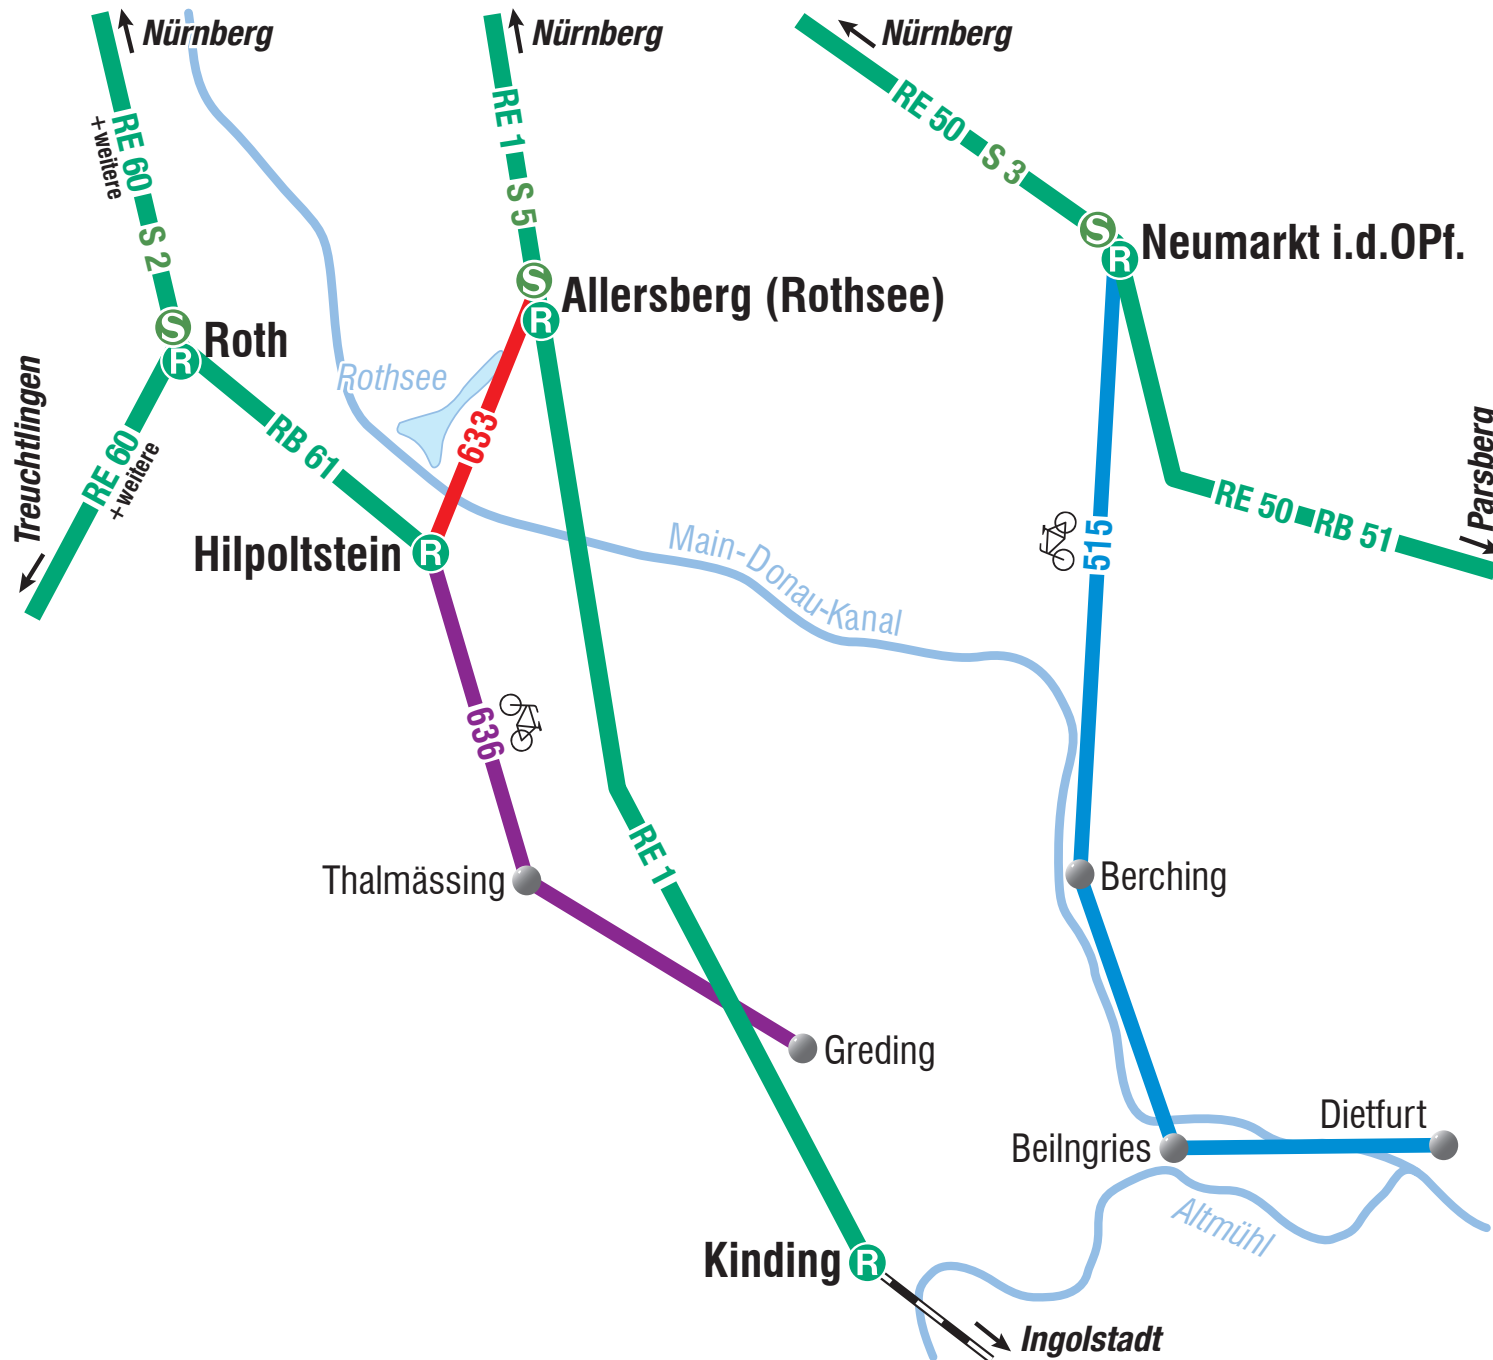 Nürnberg
Nürnberg
Nürnberg
RE 60
+weitere
S 2
RE 1
S 5
RE 50
S 3
S
R
Neumarkt i.d.OPf.
S
R
Allersberg (Rothsee)
S
R
Roth
Rothsee
Treuchtlingen
RE 60
+weitere
RB 61
633
Parsberg
RE 50
RB 51
515
Hilpoltstein
R
Main-Donau-Kanal
636
Thalmässing
RE 1
Berching
Greding
Dietfurt
Beilngries
Altmühl
Kinding
R
Ingolstadt